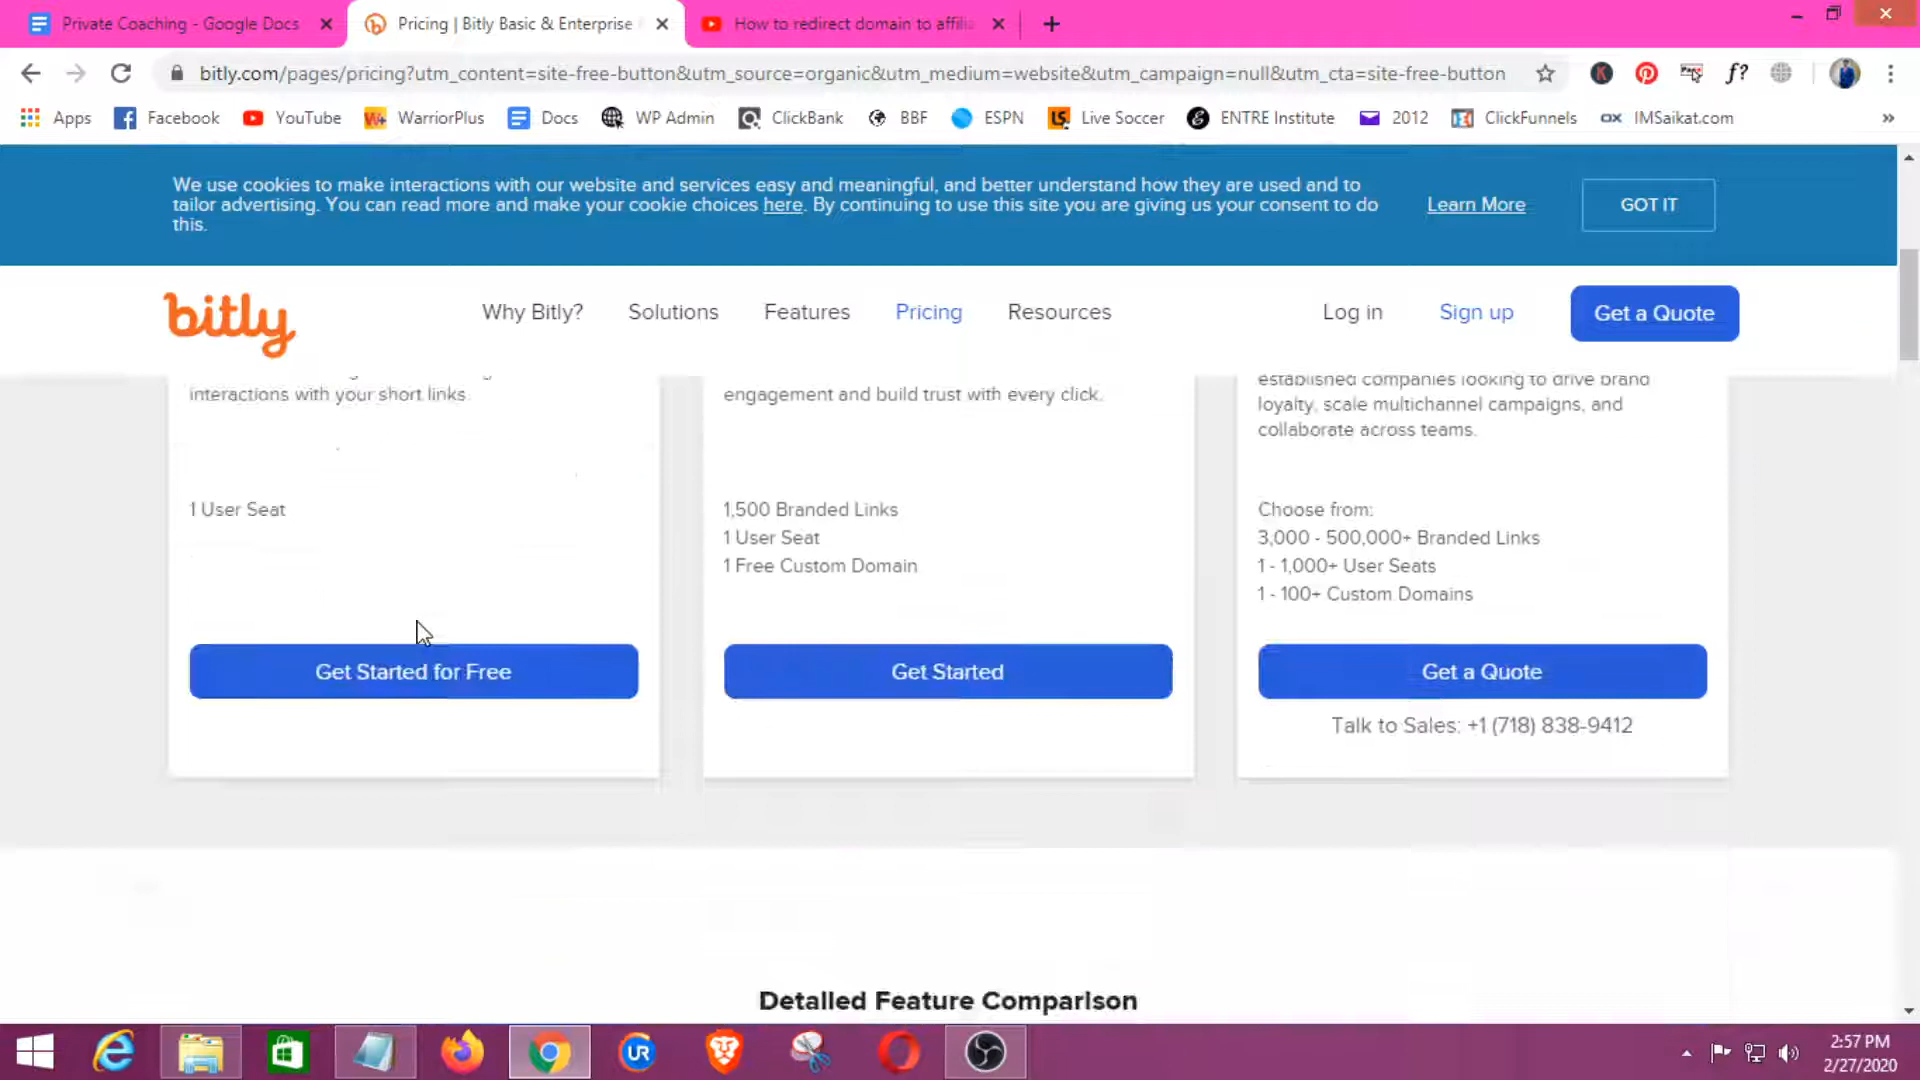 Private Coaching - Google Docs
Pricing | Bitly Basic & Enterprise
How to redirect domain to affili
bitly.com/pages/pricing?utm_content=site-free-button&utm_source=organic&utm_medium=website&utm_campaign=null&utm_cta=site-free-button
f?
Apps
Facebook
YouTube
WarriorPlus
Docs
WP Admin
ClickBank
BBF
ESPN
Live Soccer
ENTRE Institute
2012
ClickFunnels
IMSaikat.com
»
We use cookies to make interactions with our website and services easy and meaningful, and better understand how they are used and to
tailor advertising. You can read more and make your cookie choices here. By continuing to use this site you are giving us your consent to do
this.
Learn More
GOT IT
bitly
Why Bitly?
Solutions
Features
Pricing
Resources
Log in
Sign up
Get a Quote
interactions with your short links
1 User Seat
Get Started for Free
engagement and build trust with every click.
1,500 Branded Links
1 User Seat
1 Free Custom Domain
Get Started
established companies looking to drive brand
loyalty, scale multichannel campaigns, and
collaborate across teams.
Choose from:
3,000 - 500,000+ Branded Links
1 - 1,000+ User Seats
1 - 100+ Custom Domains
Get a Quote
Talk to Sales: +1 (718) 838-9412
Detailed Feature Comparison
UR
2:57 PM
2/27/2020